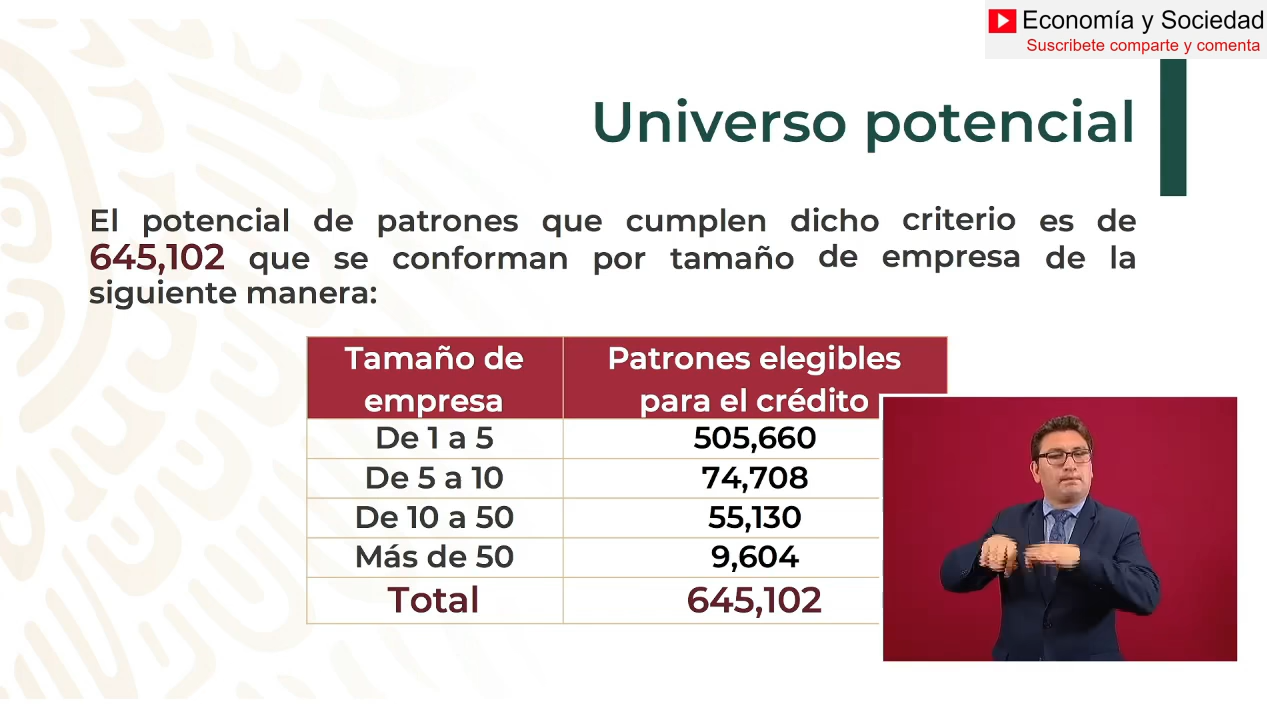 Economía y Sociedad
Suscribete comparte y comenta
Universo potencial
El potencial de patrones que cumplen dicho criterio es de
645,102 que se conforman por tamaño de empresa de la
siguiente manera:
Tamaño de empresa
Patrones elegibles para el crédito
De 1 a 5 505,660
De 5 a 10 74,708
De 10 a 50 55,130
Más de 50 9,604
Total 645,102